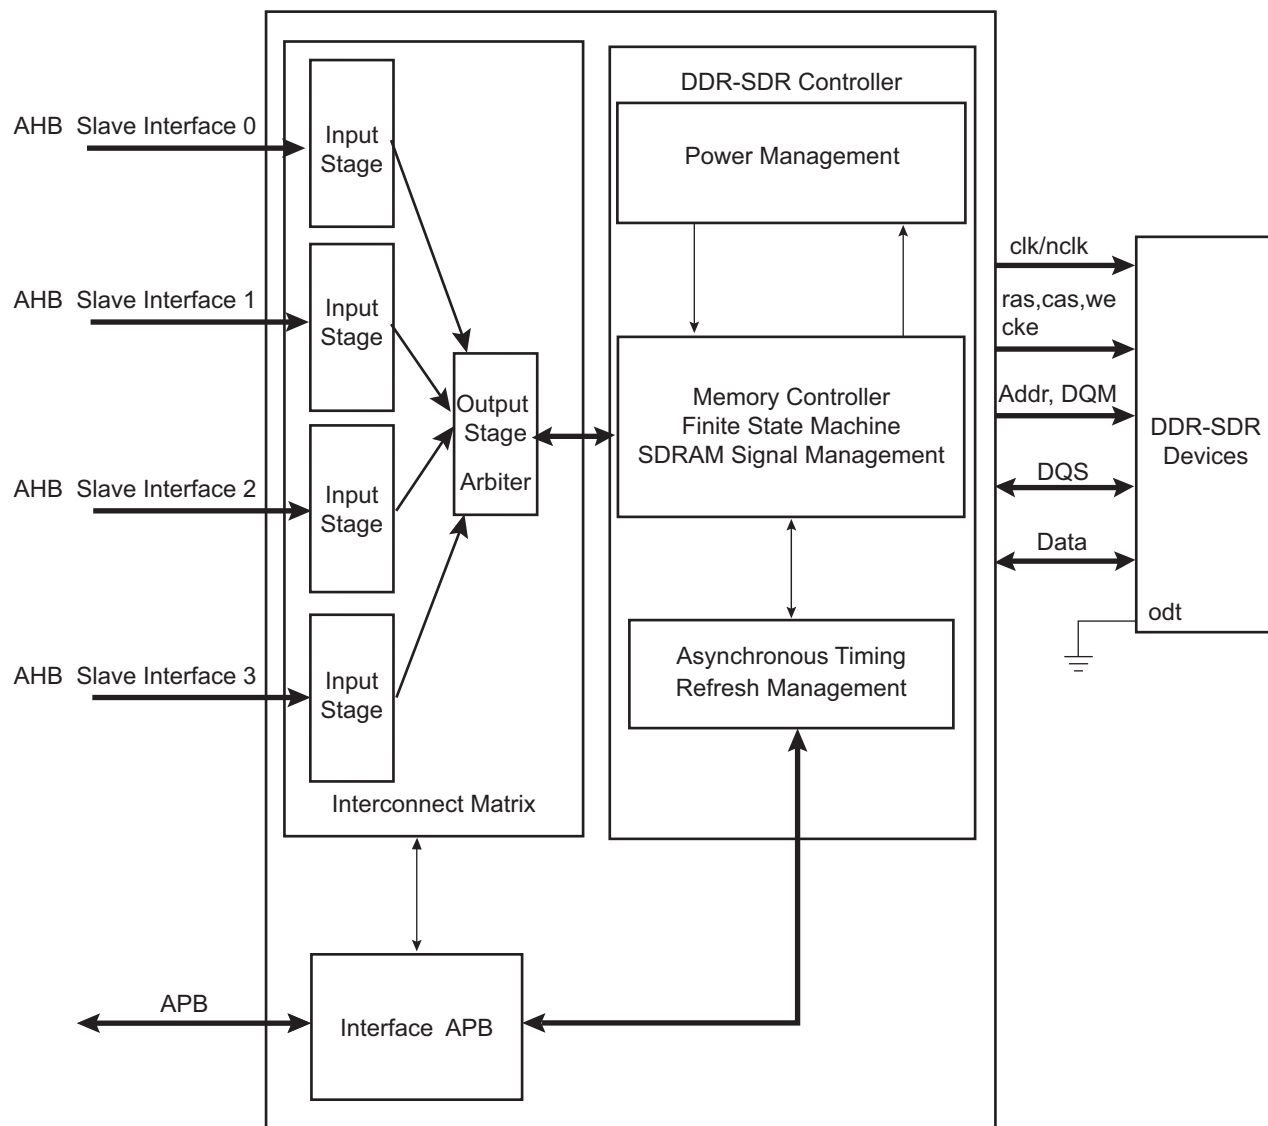 DDR-SDR Controller
AHB Slave Interface 0
Input
Stage
Power Management
AHB Slave Interface 1
Input
Stage
clk/nclk
ras,cas,we
cke
Addr, DQM
DQS
Data
odt
DDR-SDR
Devices
Output
Stage
Arbiter
Memory Controller
Finite State Machine
SDRAM Signal Management
AHB Slave Interface 2
Input
Stage
AHB Slave Interface 3
Input
Stage
Asynchronous Timing
Refresh Management
Interconnect Matrix
APB
Interface APB